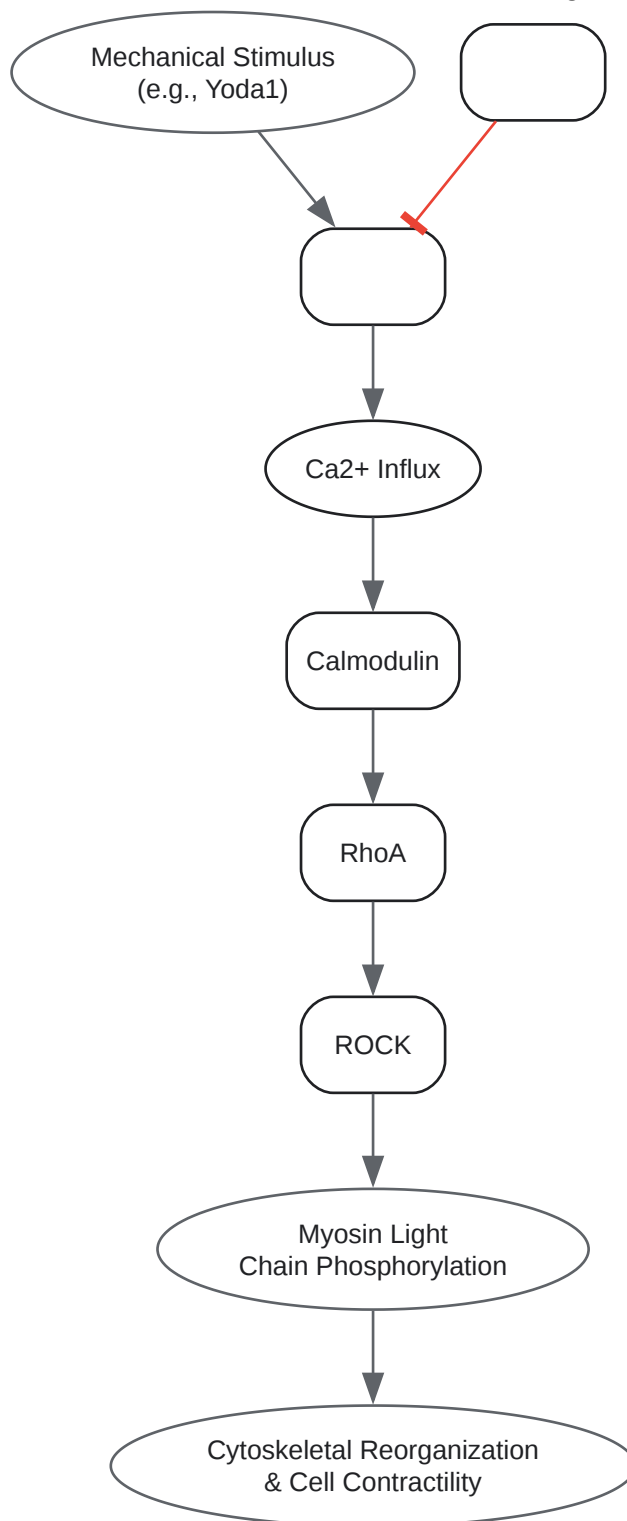 Mechanical Stimulus
(e.g., Yoda1)
Ca2+ Influx
Calmodulin
RhoA
ROCK
Myosin Light
Chain Phosphorylation
Cytoskeletal Reorganization
& Cell Contractility